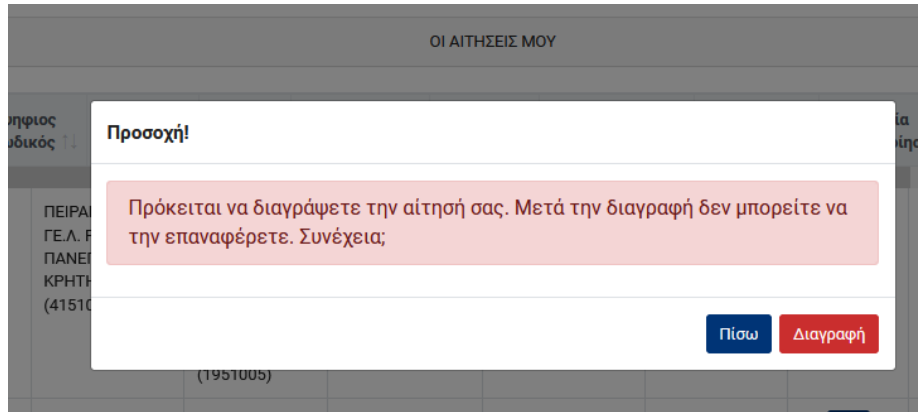 ΟΙ ΑΙΤΗΣΕΙΣ ΜΟΥ
Προσοχή!
Πρόκειται να διαγράψετε την αίτησή σας. Μετά την διαγραφή δεν μπορείτε να
την επαναφέρετε. Συνέχεια;
Πίσω Διαγραφή
(1951005)